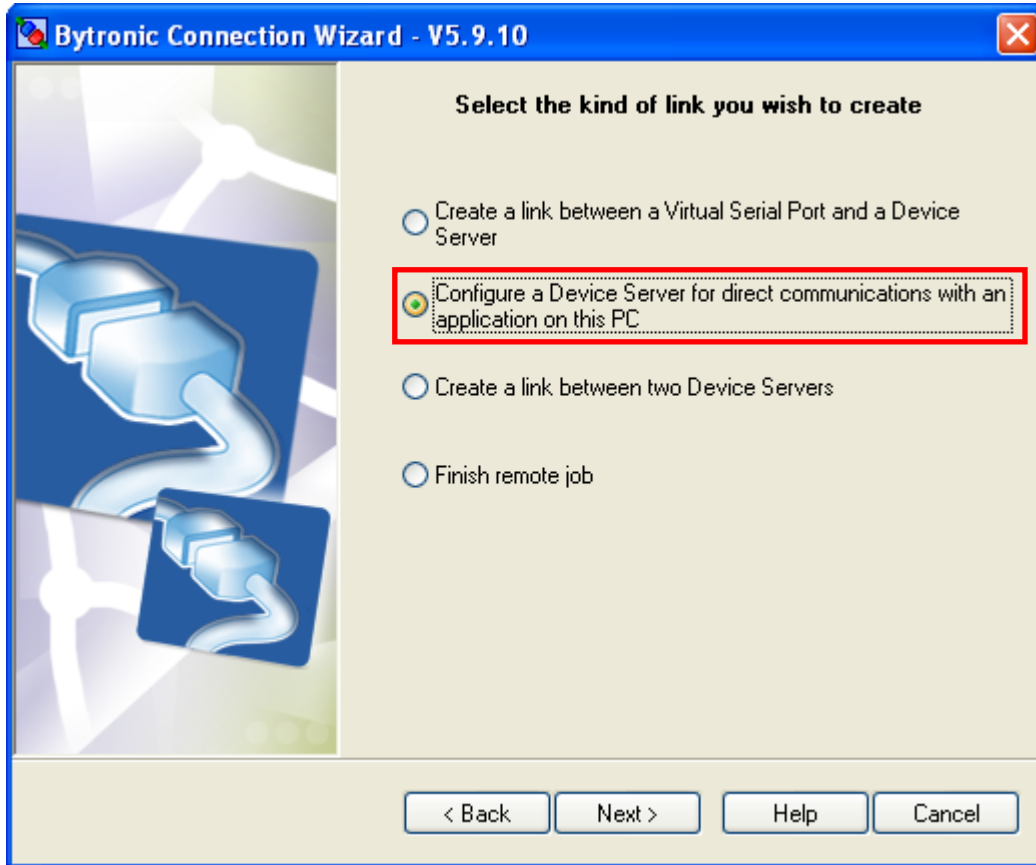 Bytronic Connection Wizard - V5.9.10
Select the kind of link you wish to create
Create a link between a Virtual Serial Port and a Device
Server
Configure a Device Server for direct communications with an
application on this PC
Create a link between two Device Servers
Finish remote job
< Back
Next >
Help
Cancel